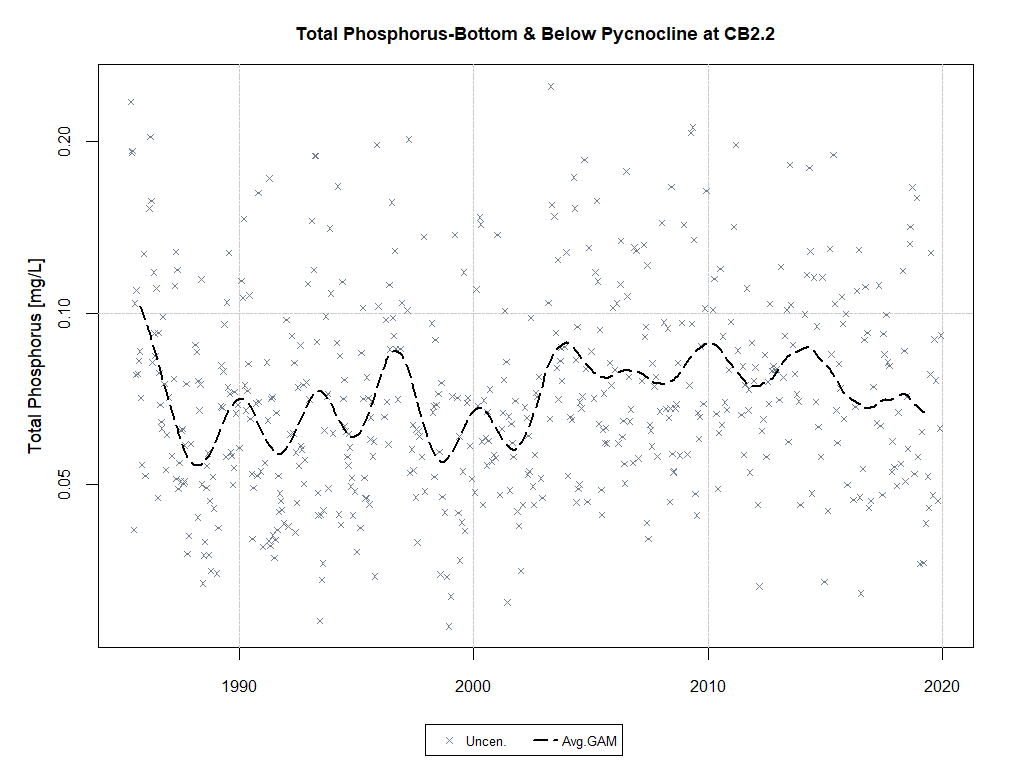 Total Phosphorus-Bottom & Below Pycnocline at CB2.2
Total Phosphorus [mg/L]
0.20
0.10
0.05
1990 2000 2010 2020
Uncen. Avg.GAM